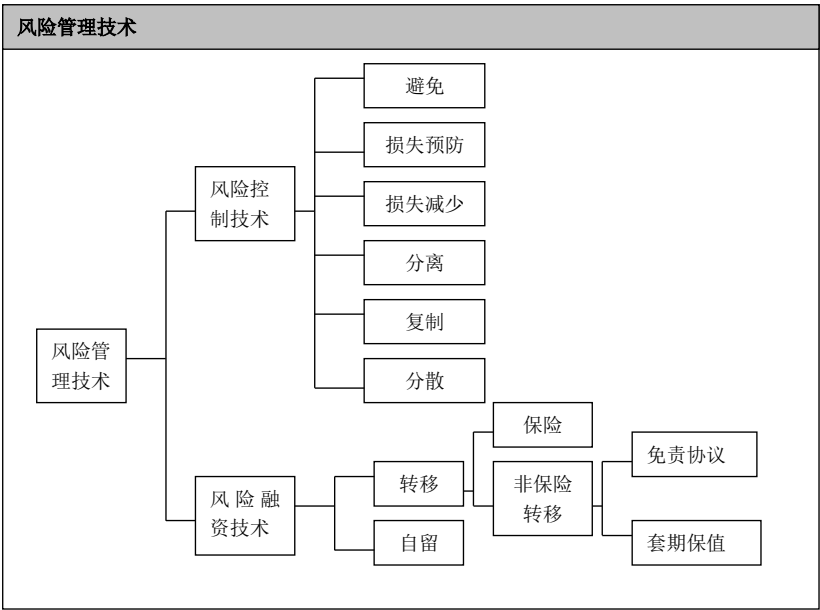 风险管理技术
避免
损失预防
风险控
制技术
损失减少
分离
复制
分散
风险管
理技术
保险
免责协议
风险融
资技术
转移
非保险
转移
自留
套期保值